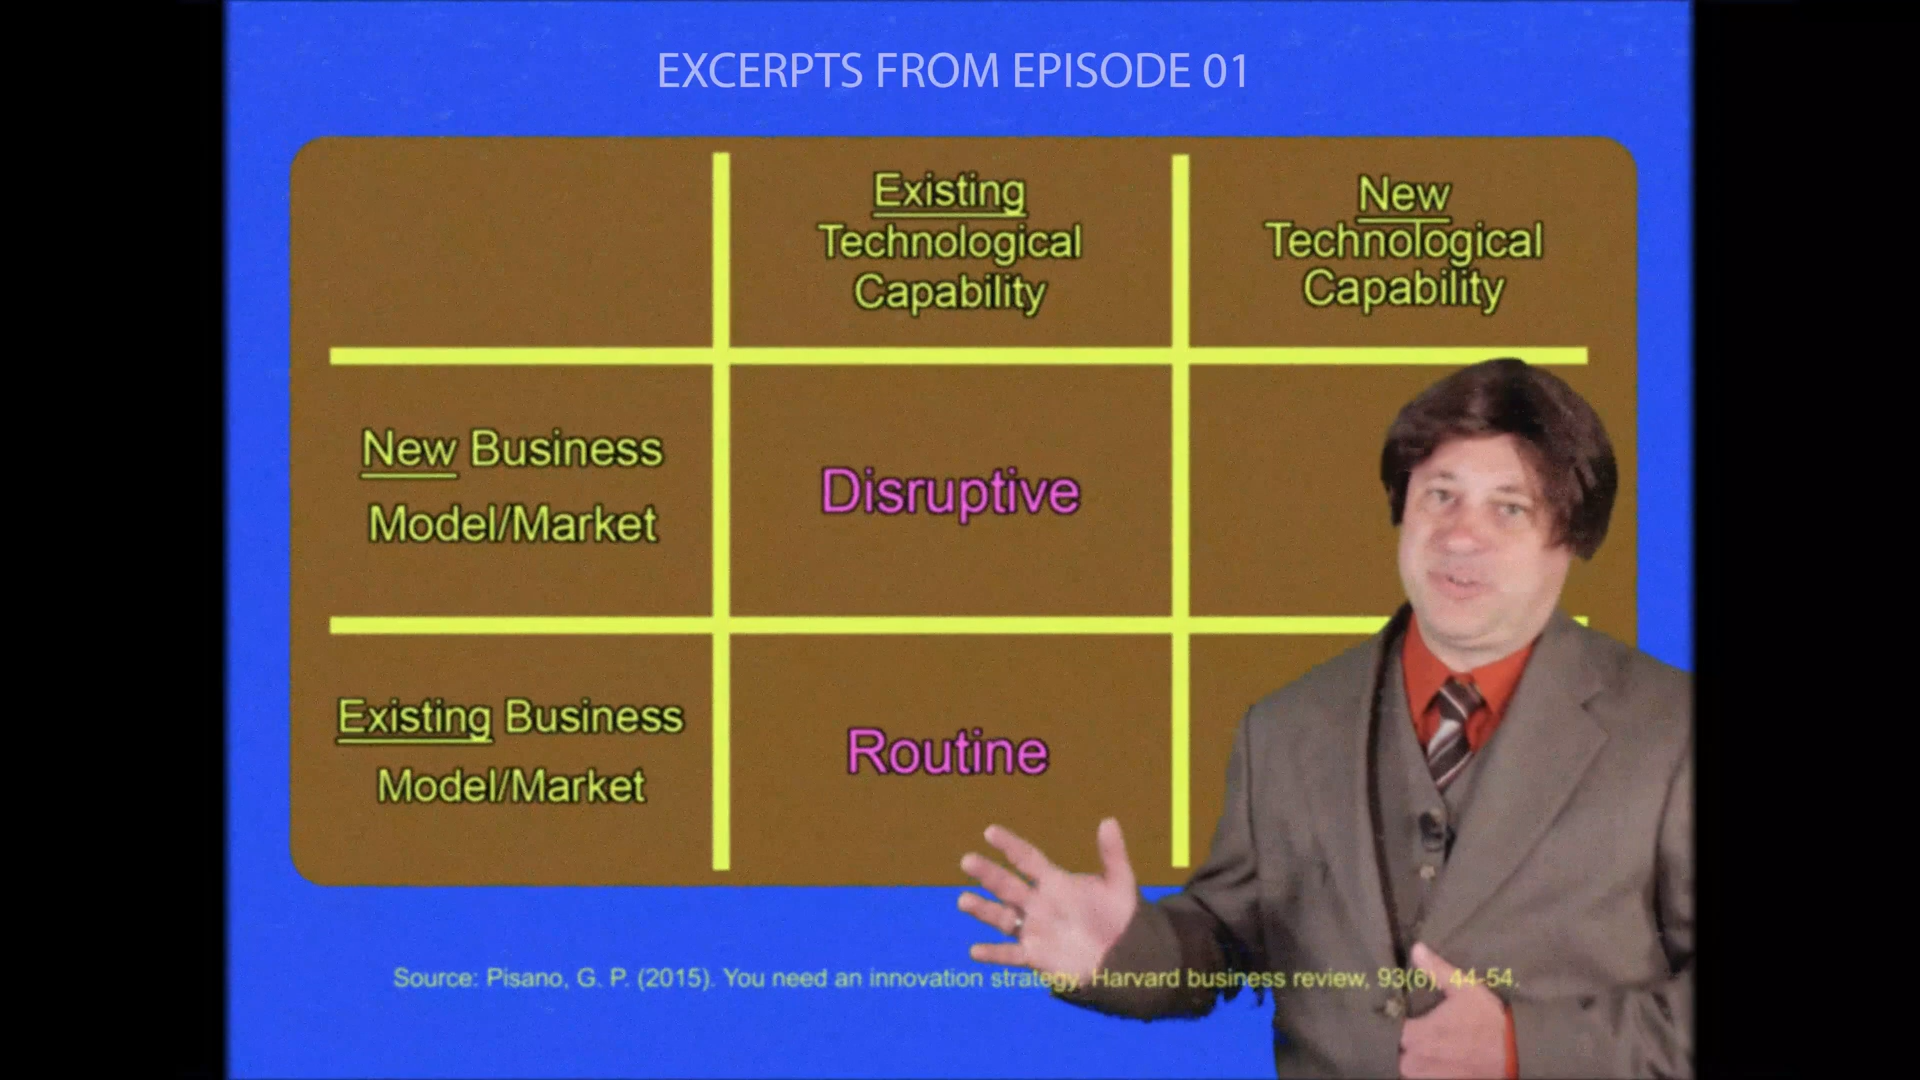 EXCERPTS FROM EPISODE 01
Existing
Technological
Capability
New
Technological
Capability
New Business
Model/Market
Disruptive
Existing Business
Model/Market
Routine
Source: Pisano, G. P. (2015). You need an innovation strategy. Harvard business review, 93(6), 44-54.